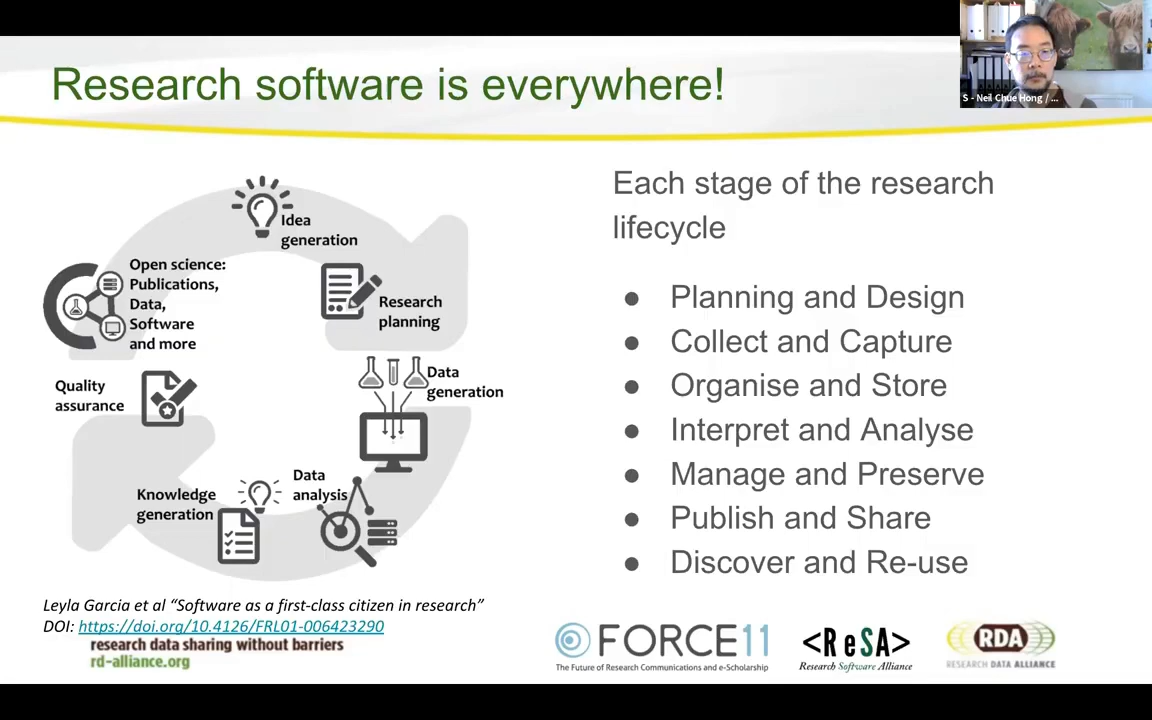 Research software is everywhere!
S - Neil Chue Hong / ...
Idea
generation
Research
planning
Data
generation
Data
analysis
Knowledge
generation
Quality
assurance
Open science:
Publications,
Data,
Software
and more
Each stage of the research
lifecycle
● Planning and Design
● Collect and Capture
● Organise and Store
● Interpret and Analyse
● Manage and Preserve
● Publish and Share
● Discover and Re-use
Leyla Garcia et al “Software as a first-class citizen in research”
DOI: https://doi.org/10.4126/FRL01-006423290
research data sharing without barriers
rd-alliance.org
FORCE11
The Future of Research Communications and e-Scholarship
<ReSA>
Research Software Alliance
RDA
RESEARCH DATA ALLIANCE